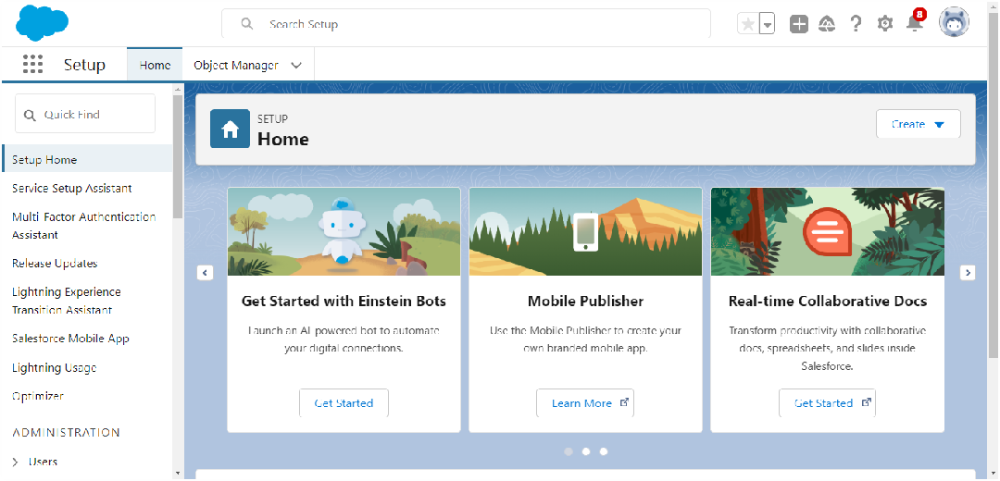 Search Setup
8
Setup
Home
Object Manager
Quick Find
Setup Home
Service Setup Assistant
Multi-Factor Authentication
Assistant
Release Updates
Lightning Experience
Transition Assistant
Salesforce Mobile App
Lightning Usage
Optimizer
ADMINISTRATION
Users
SETUP
Home
Create
Get Started with Einstein Bots
Launch an AI-powered bot to automate
your digital connections.
Get Started
Mobile Publisher
Use the Mobile Publisher to create your
own branded mobile app.
Learn More
Real-time Collaborative Docs
Transform productivity with collaborative
docs, spreadsheets, and slides inside
Salesforce.
Get Started